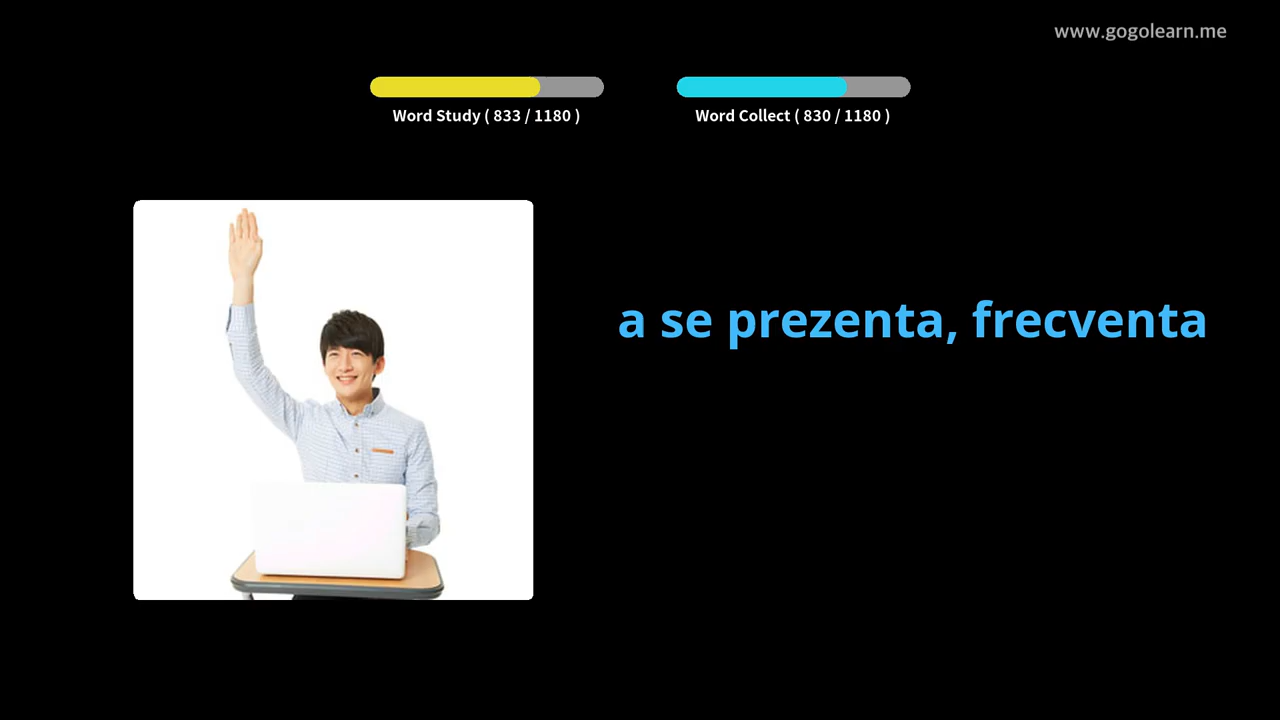 www.gogolearn.me
Word Study ( 833 / 1180 )
Word Collect ( 830 / 1180 )
a se prezenta, frecventa